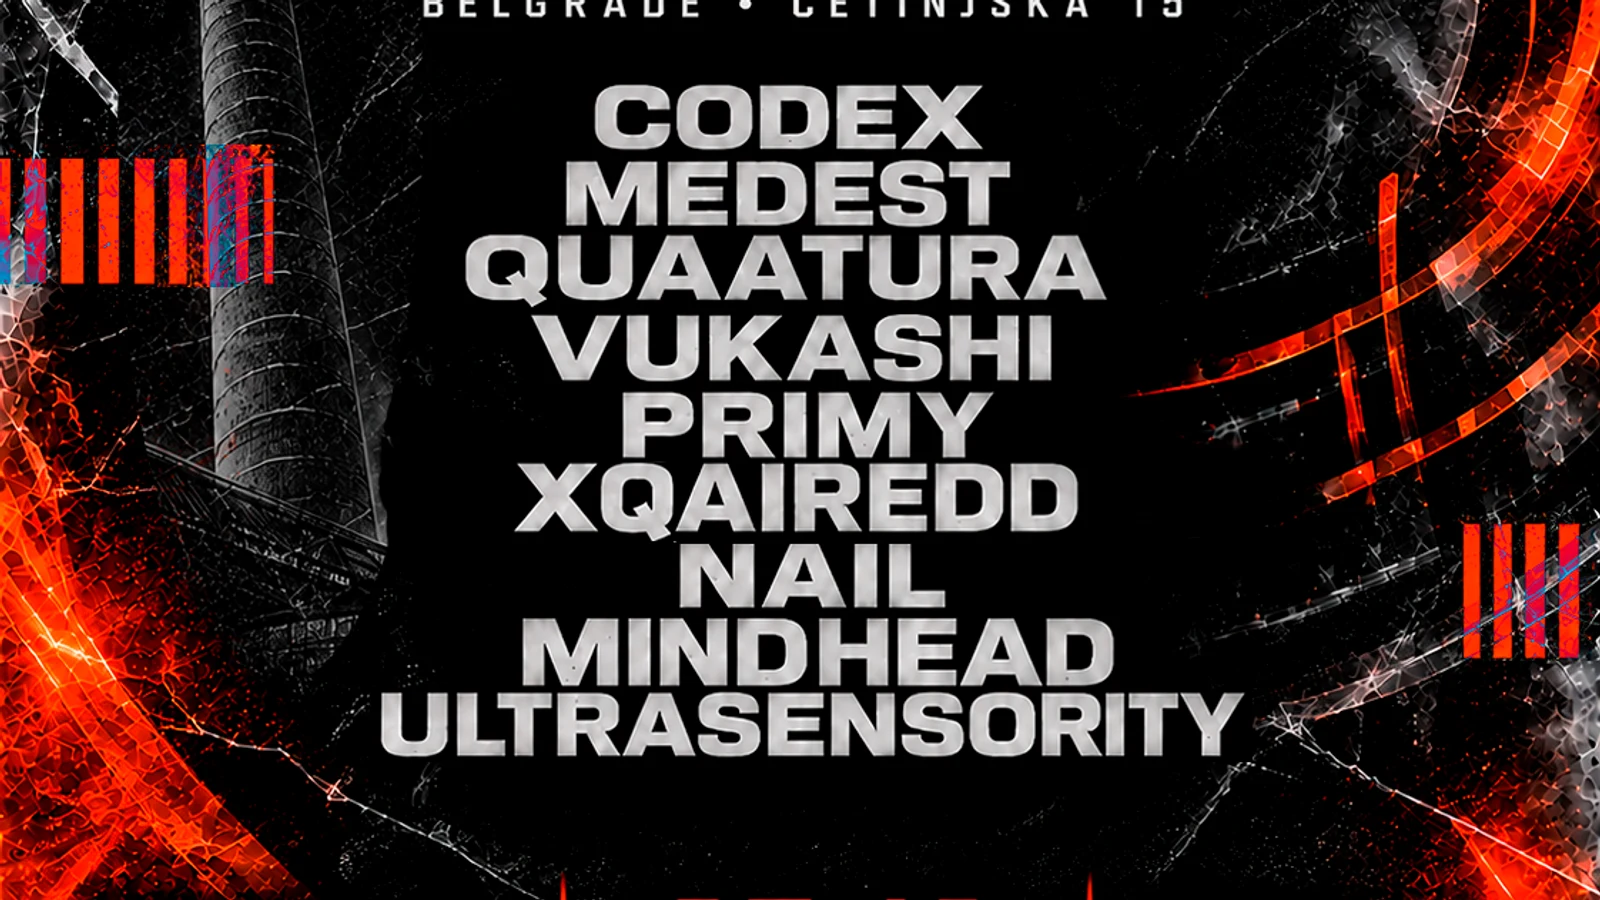 BELGRADE • CETINJSKA 15
CODEX
MEDEST
QUAATURA
VUKASHI
PRIMY
XQAIREDD
NAIL
MINDHEAD
ULTRASENSORITY